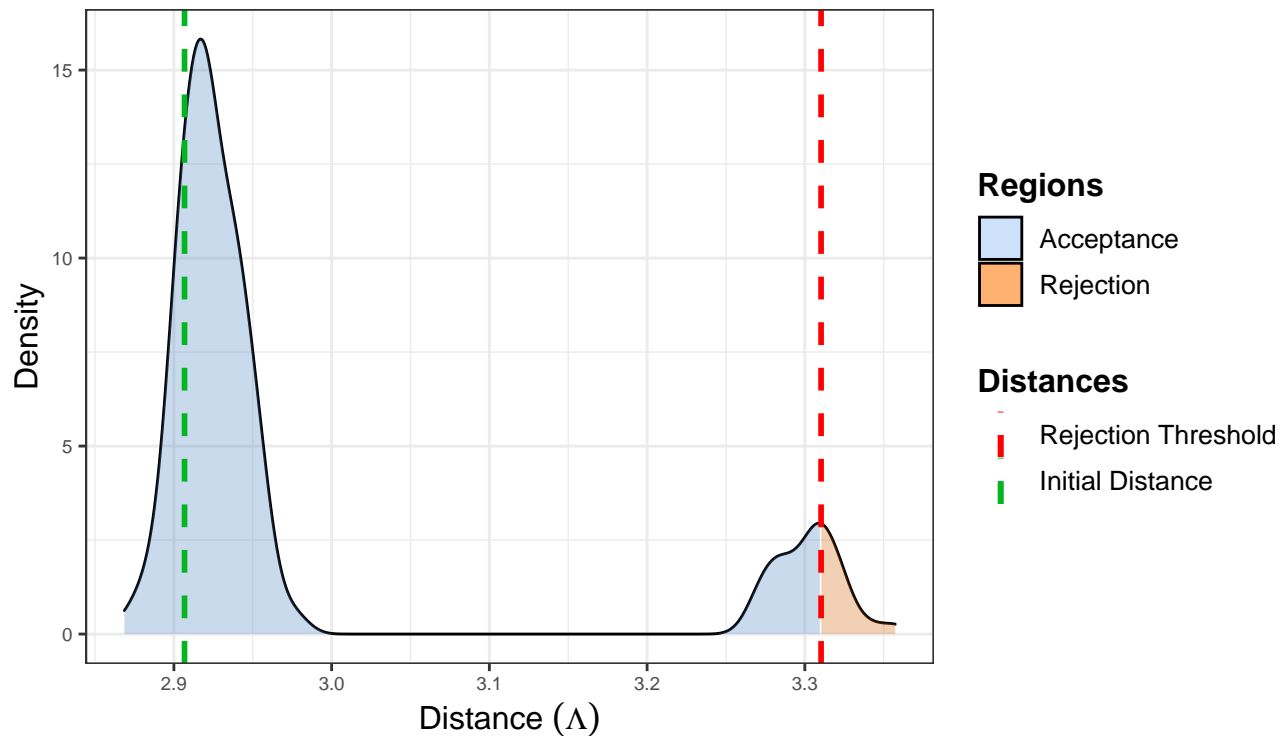 15
10
5
0
Density
2.9 3.0 3.1 3.2 3.3
Distance (Λ)
Regions
Acceptance
Rejection
Distances
Rejection Threshold
Initial Distance